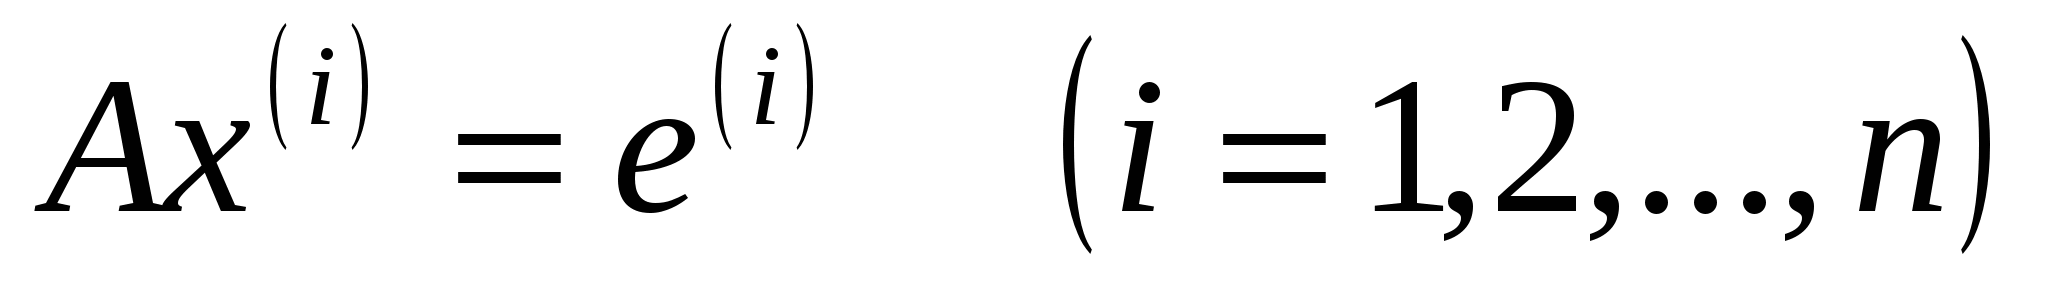 Ax^(i) = e^(i) (i = 1,2,..., n)